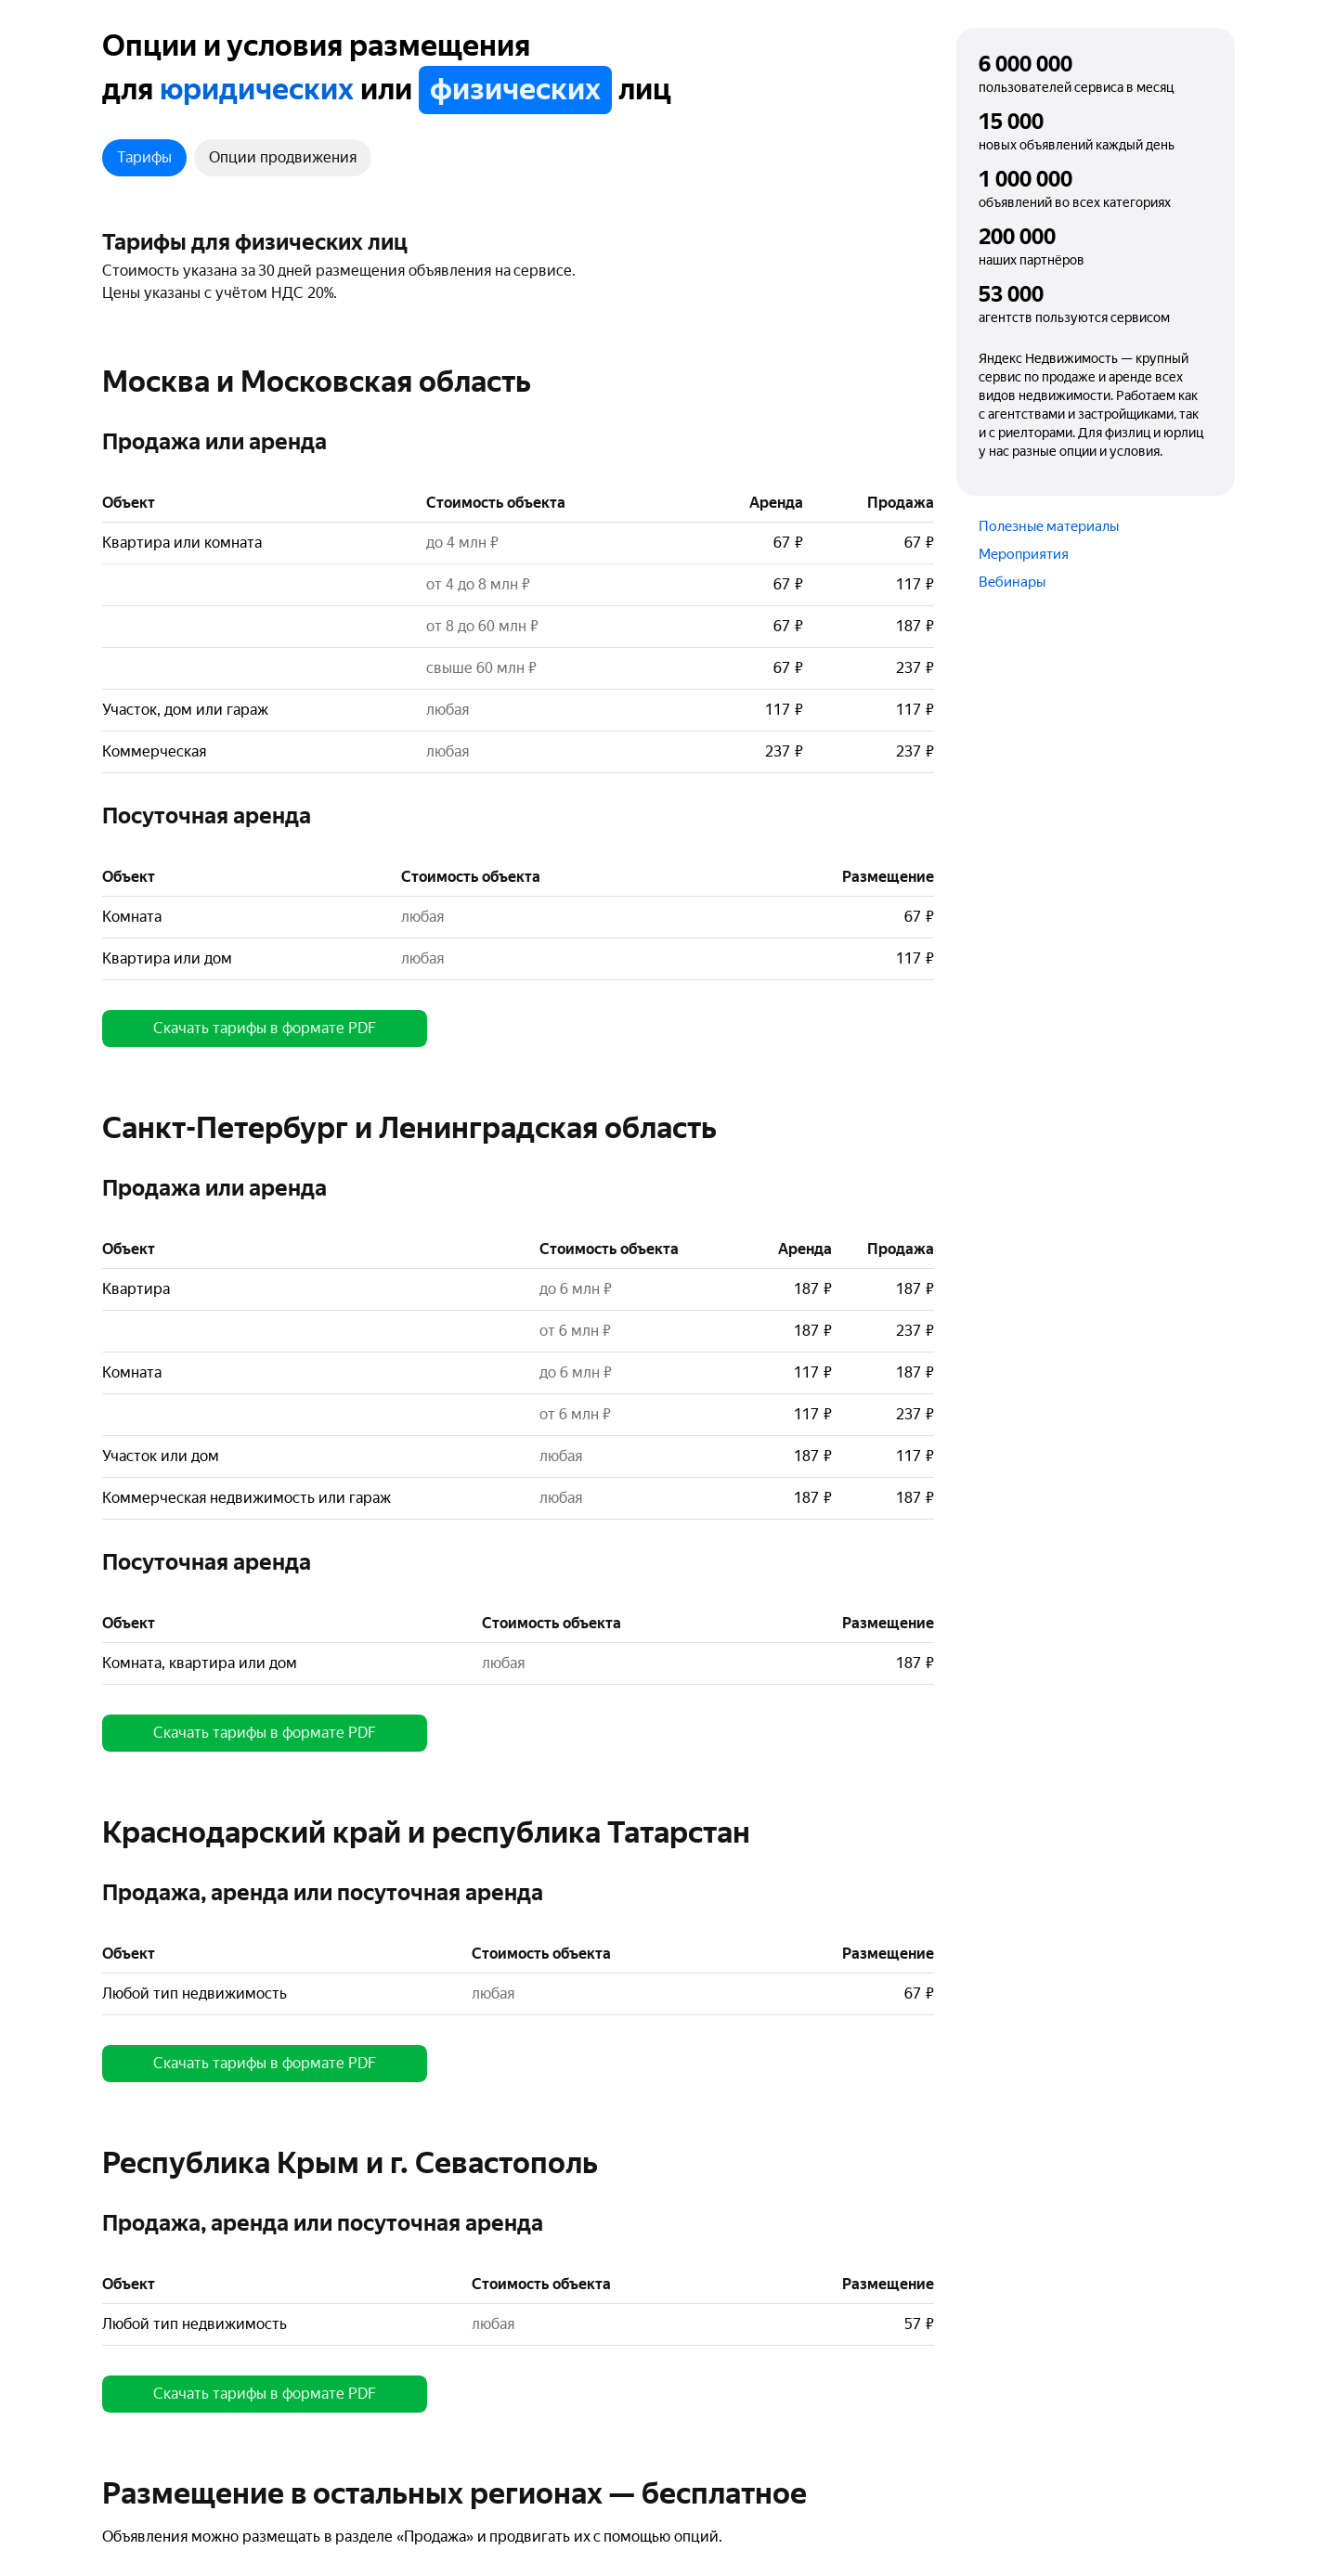 Опции и условия размещения
для юридических или физических лиц
Тарифы Опции продвижения
Тарифы для физических лиц
Стоимость указана за 30 дней размещения объявления на сервисе.
Цены указаны с учётом НДС 20%.
Москва и Московская область
Продажа или аренда
Объект Стоимость объекта Аренда Продажа
Квартира или комната до 4 млн ₽ 67 ₽ 67 ₽
от 4 до 8 млн ₽ 67 ₽ 117 ₽
от 8 до 60 млн ₽ 67 ₽ 187 ₽
свыше 60 млн ₽ 67 ₽ 237 ₽
Участок, дом или гараж любая 117 ₽ 117 ₽
Коммерческая любая 237 ₽ 237 ₽
Посуточная аренда
Объект Стоимость объекта Размещение
Комната любая 67 ₽
Квартира или дом любая 117 ₽
Скачать тарифы в формате PDF
Санкт-Петербург и Ленинградская область
Продажа или аренда
Объект Стоимость объекта Аренда Продажа
Квартира до 6 млн ₽ 187 ₽ 187 ₽
от 6 млн ₽ 187 ₽ 237 ₽
Комната до 6 млн ₽ 117 ₽ 187 ₽
от 6 млн ₽ 117 ₽ 237 ₽
Участок или дом любая 187 ₽ 117 ₽
Коммерческая недвижимость или гараж любая 187 ₽ 187 ₽
Посуточная аренда
Объект Стоимость объекта Размещение
Комната, квартира или дом любая 187 ₽
Скачать тарифы в формате PDF
Краснодарский край и республика Татарстан
Продажа, аренда или посуточная аренда
Объект Стоимость объекта Размещение
Любой тип недвижимость любая 67 ₽
Скачать тарифы в формате PDF
Республика Крым и г. Севастополь
Продажа, аренда или посуточная аренда
Объект Стоимость объекта Размещение
Любой тип недвижимость любая 57 ₽
Скачать тарифы в формате PDF
Размещение в остальных регионах — бесплатное
Объявления можно размещать в разделе «Продажа» и продвигать их с помощью опций.
6 000 000
пользователей сервиса в месяц
15 000
новых объявлений каждый день
1 000 000
объявлений во всех категориях
200 000
наших партнёров
53 000
агентств пользуются сервисом
Яндекс Недвижимость — крупный
сервис по продаже и аренде всех
видов недвижимости. Работаем как
с агентствами и застройщиками, так
и с риелторами. Для физлиц и юрлиц
у нас разные опции и условия.
Полезные материалы
Мероприятия
Вебинары